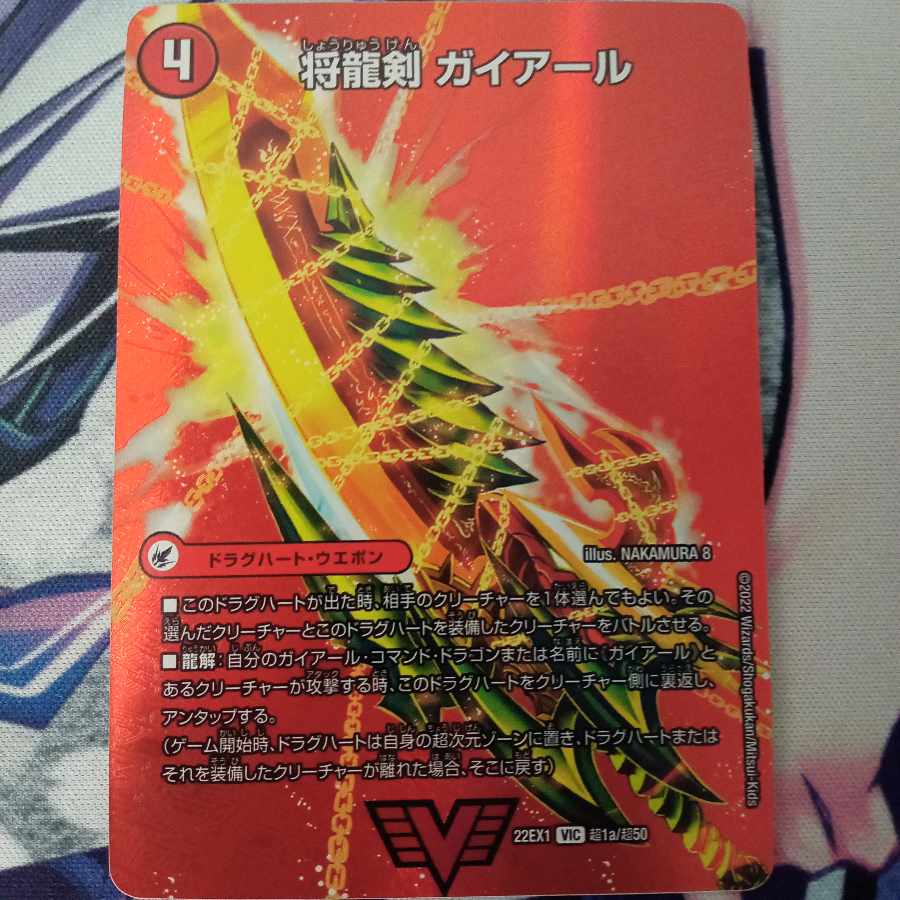 4
しょうりゅうけん
将龍剣 ガイアール
ドラグハート・ウエポン
illus. NAKAMURA 8
■このドラグハートが出た時、相手のクリーチャーを1体選んでもよい。その
選んだクリーチャーとこのドラグハートを装備したクリーチャーをバトルさせる。
■龍解:自分のガイアール・コマンド・ドラゴンまたは名前に《ガイアール》と
あるクリーチャーが攻撃する時、このドラグハートをクリーチャー側に裏返し、
アンタップする。
(ゲーム開始時、ドラグハートは自身の超次元ゾーンに置き、ドラグハートまたは
それを装備したクリーチャーが離れた場合、そこに戻す)
©2022 Wizards/Shogakukan/Mitsui-Kids
22EX1 VIC 超1a/超50